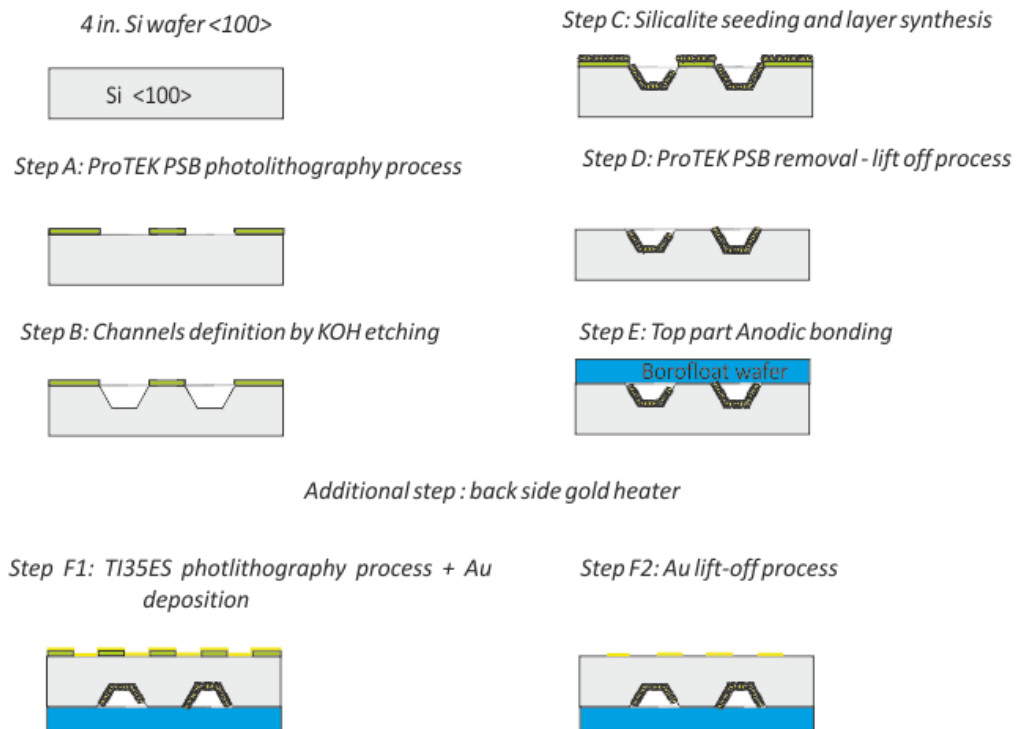 4 in. Si wafer <100>
Si <100>
Step A: ProTEK PSB photolithography process
Step B: Channels definition by KOH etching
Step C: Silicalite seeding and layer synthesis
Step D: ProTEK PSB removal - lift off process
Step E: Top part Anodic bonding
Borofloat wafer
Additional step : back side gold heater
Step F1: TI35ES photlithography process + Au
deposition
Step F2: Au lift-off process